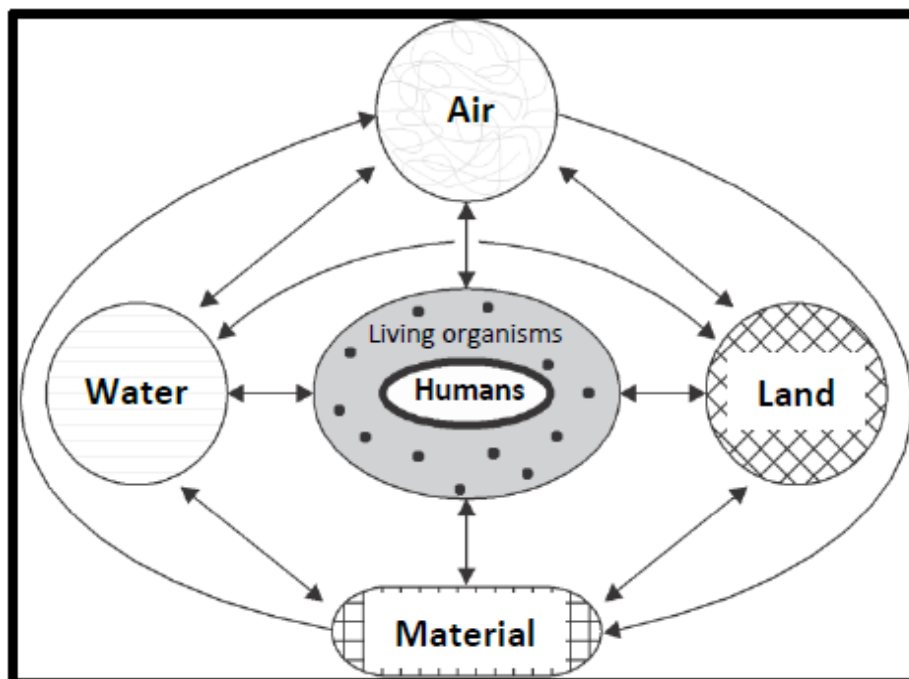 Air
Living organisms
Water
Humans
Land
Material